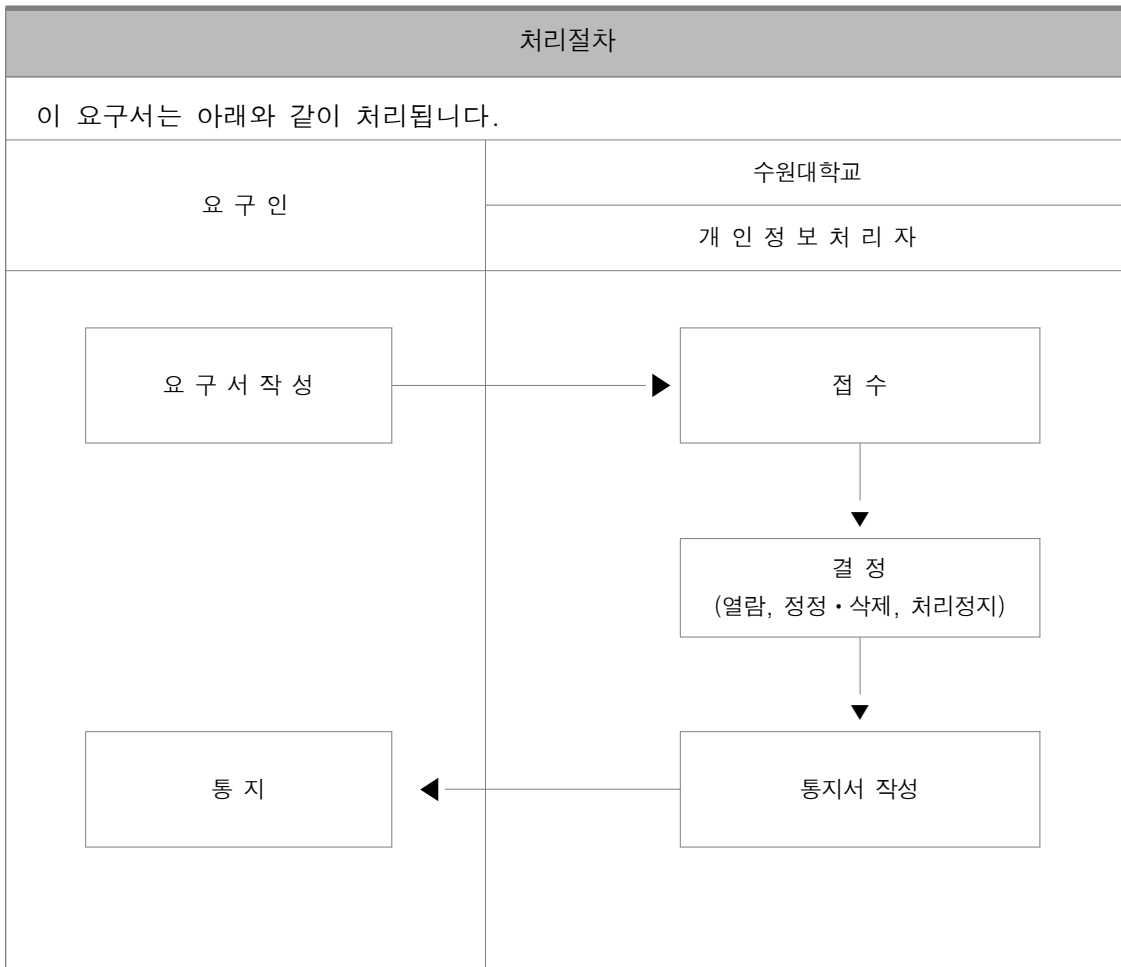 처리절차
이 요구서는 아래와 같이 처리됩니다.
요 구 인
수원대학교
개 인 정 보 처 리 자
요 구 서 작 성
접 수
결 정
(열람, 정정·삭제, 처리정지)
통 지
통지서 작성